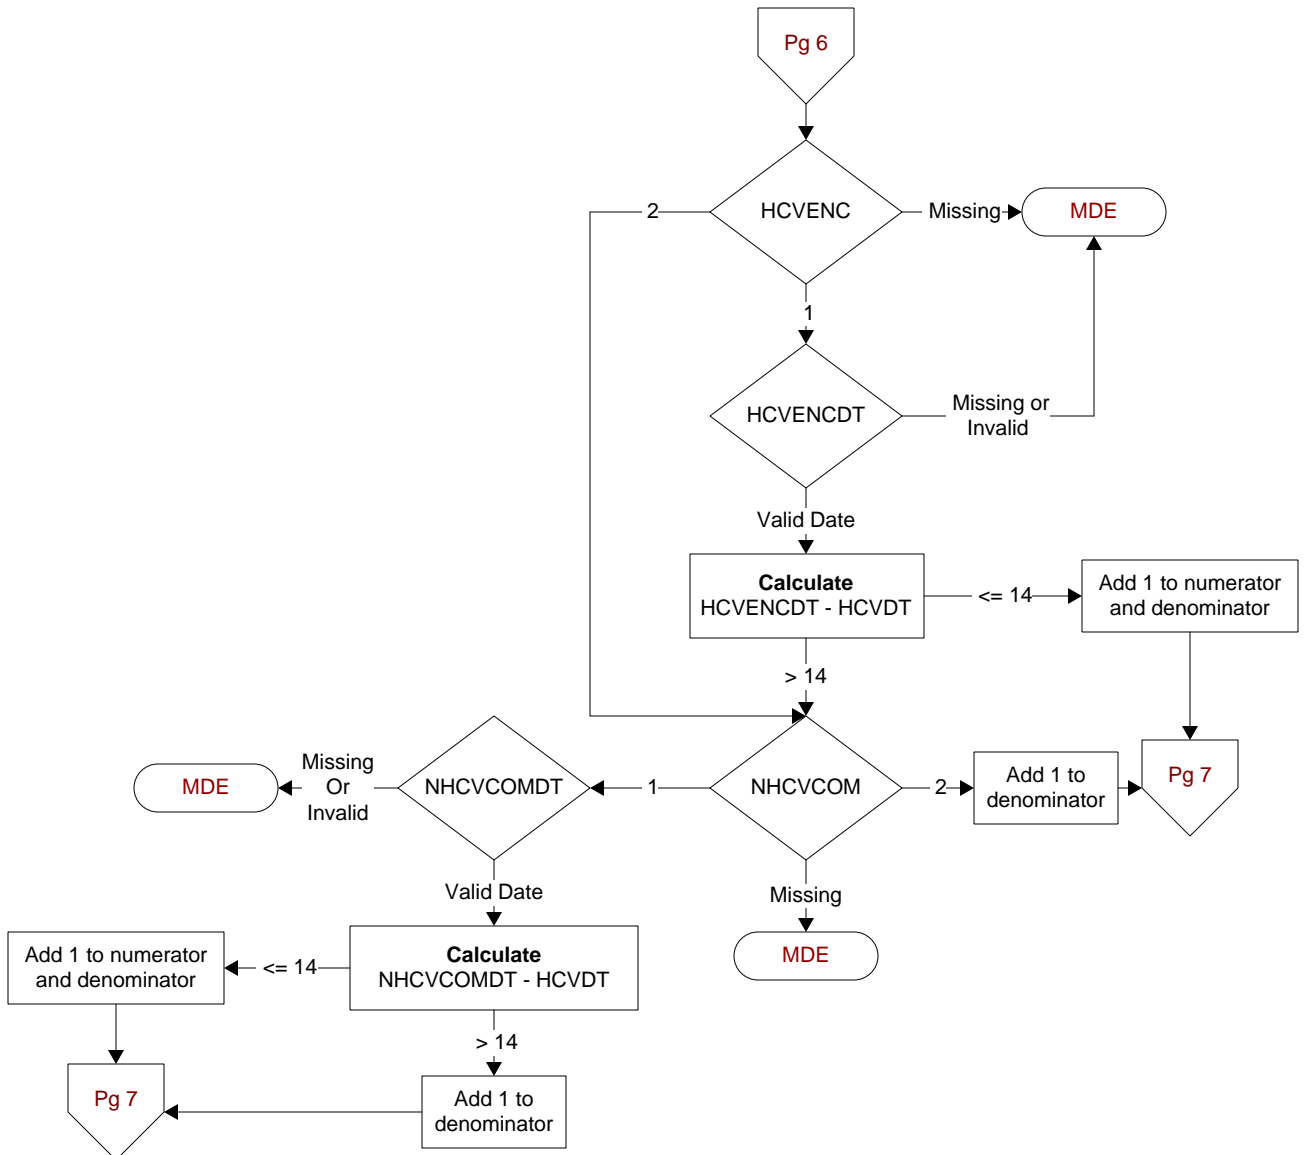 Pg 6
2
HCVENC
Missing
MDE
1
HCVENCDT
Missing or
Invalid
Valid Date
Calculate
HCVENCDT - HCVDT
<= 14
Add 1 to numerator
and denominator
> 14
MDE
Missing
Or
Invalid
NHCVCOMDT
1
NHCVCOM
2
Add 1 to
denominator
Pg 7
Valid Date
Missing
MDE
Add 1 to numerator
and denominator
<= 14
Calculate
NHCVCOMDT - HCVDT
> 14
Pg 7
Add 1 to
denominator